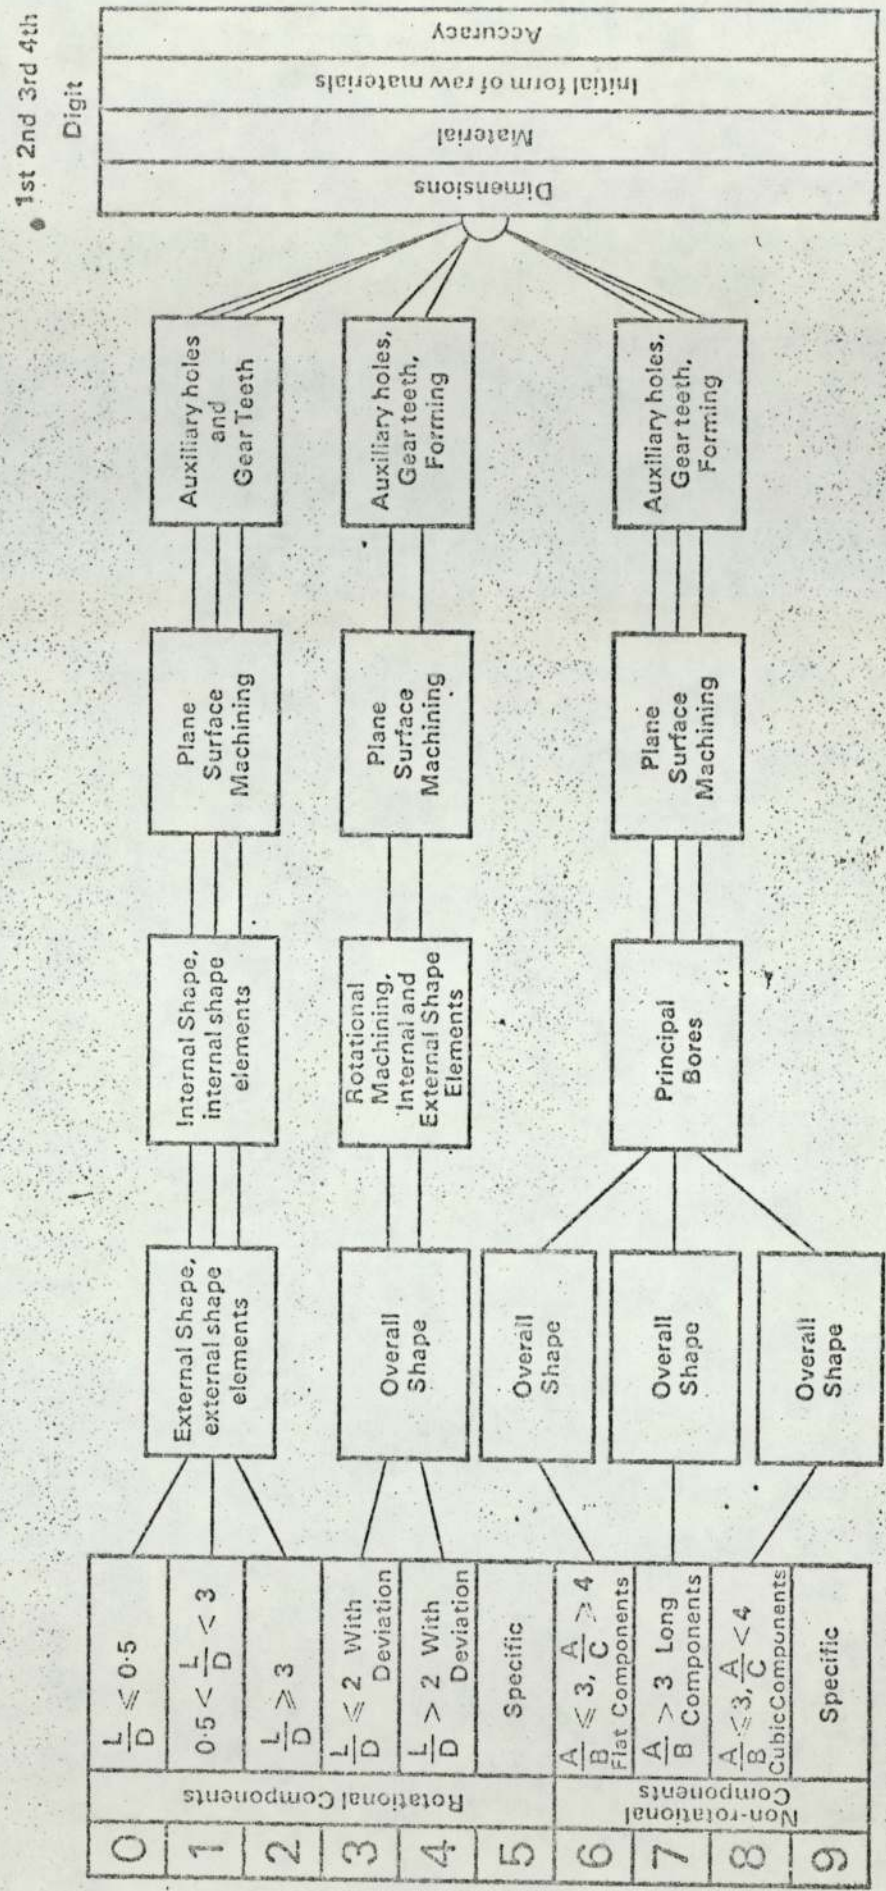 • 1st 2nd 3rd 4th
Digit
0
1
2
3
4
5
6
7
8
9
Rotational Components
Non-rotational
Components
L/D ≤ 0·5
0·5 < L/D < 3
L/D ≥ 3
L/D ≤ 2 With
Deviation
L/D > 2 With
Deviation
Specific
A/B ≤ 3, A/C ≥ 4
Flat Components
A/B > 3 Long
Components
A/B ≤ 3, A/C < 4
Cubic Components
Specific
External Shape,
external shape
elements
Overall
Shape
Overall
Shape
Overall
Shape
Overall
Shape
Internal Shape,
internal shape
elements
Rotational
Machining,
Internal and
External Shape
Elements
Principal
Bores
Plane
Surface
Machining
Plane
Surface
Machining
Plane
Surface
Machining
Auxiliary holes
and
Gear Teeth
Auxiliary holes,
Gear teeth,
Forming
Auxiliary holes,
Gear teeth,
Forming
Dimensions
Material
Initial form of raw materials
Accuracy